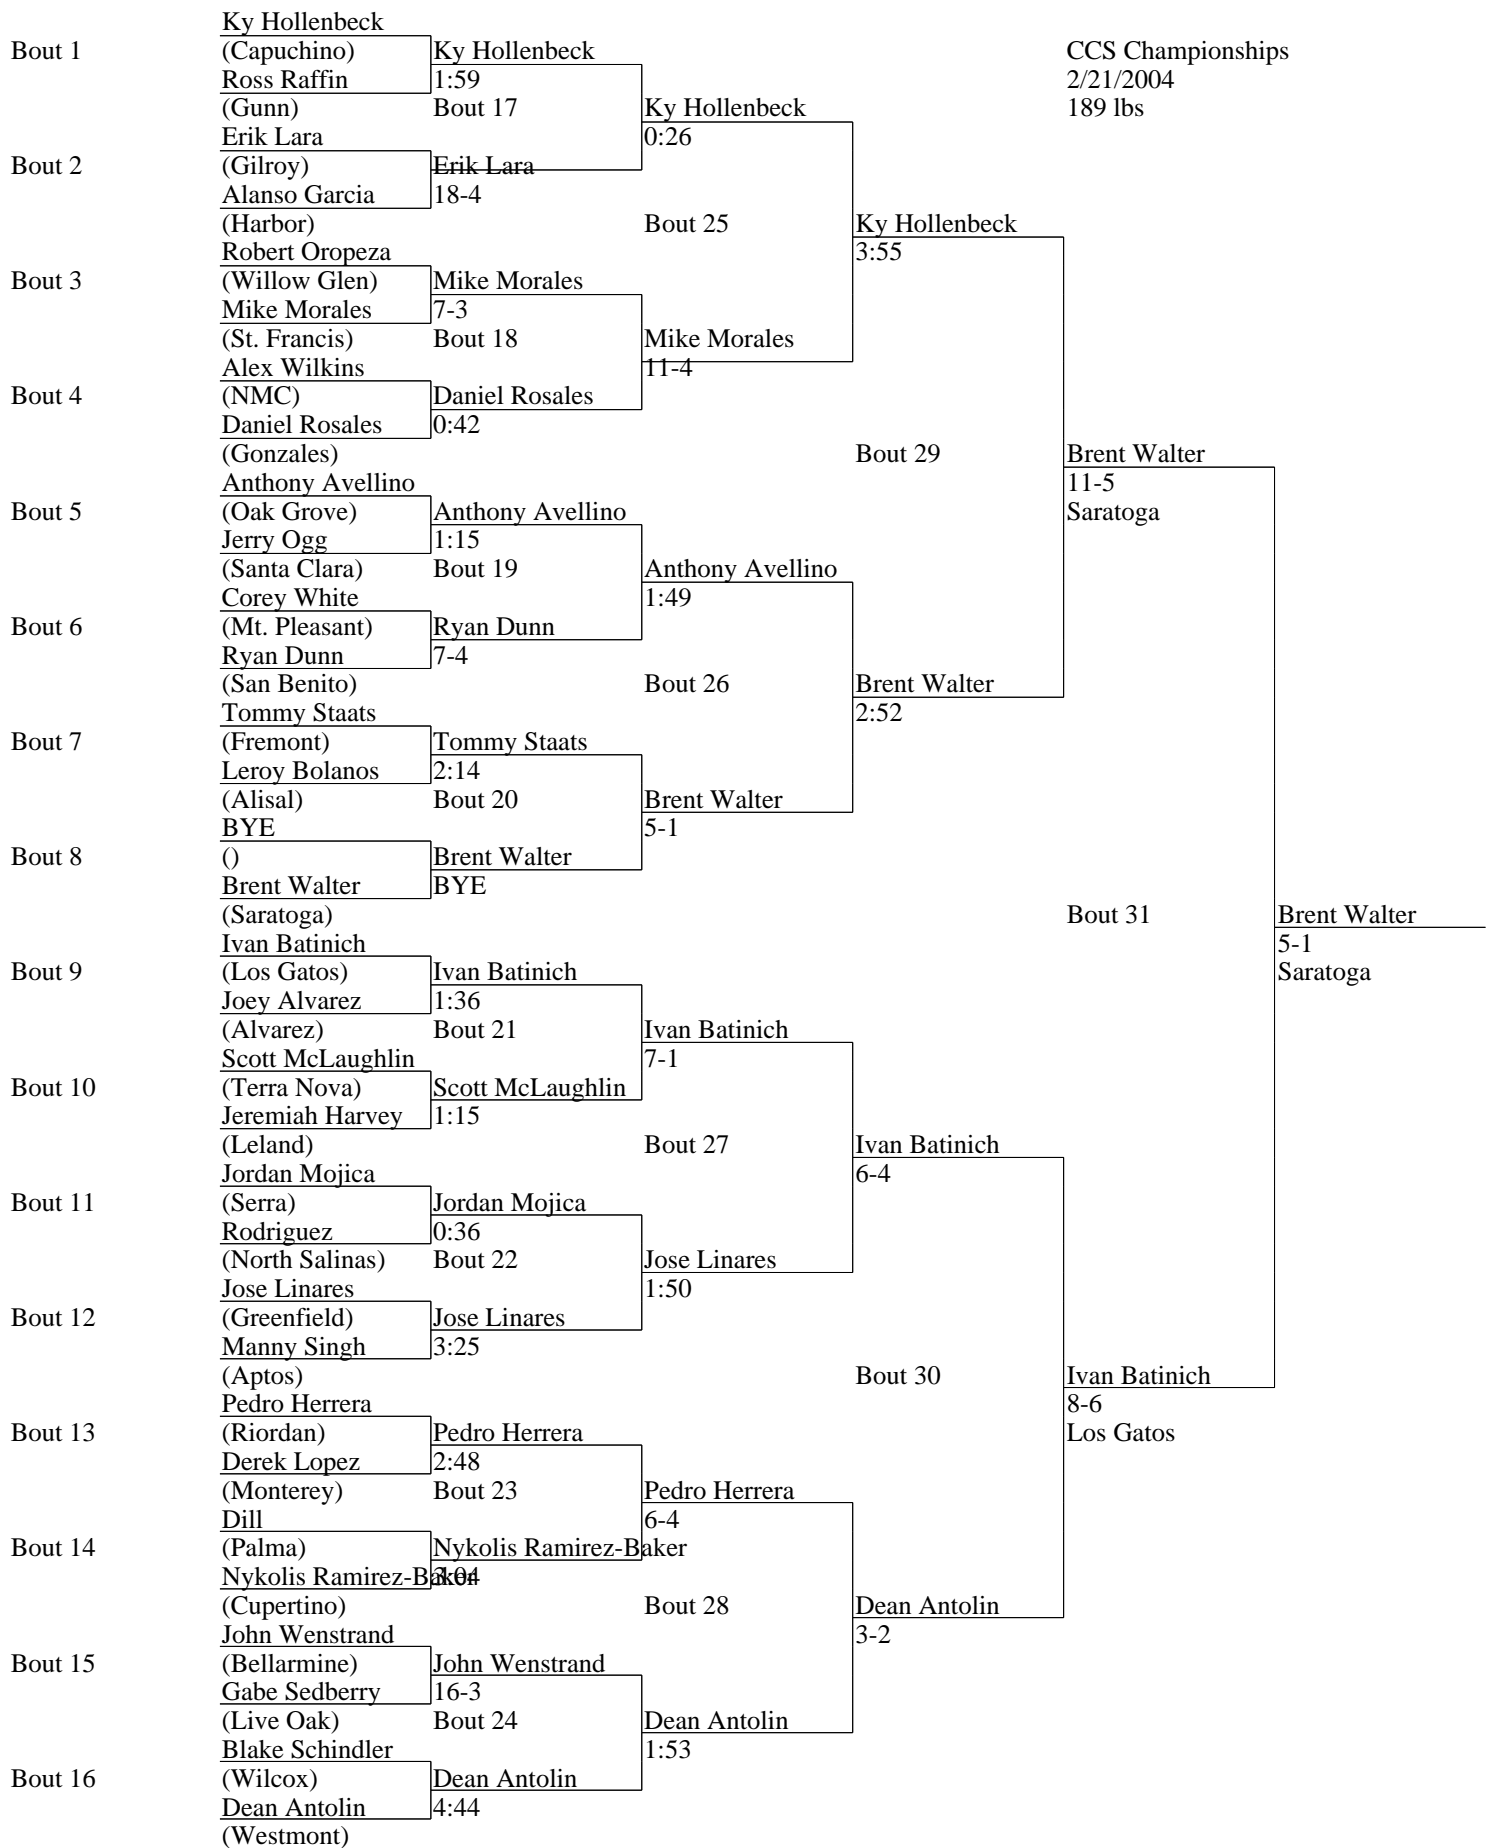 Ky Hollenbeck
Bout 1 (Capuchino) Ky Hollenbeck CCS Championships
Ross Raffin 1:59 2/21/2004
(Gunn) Bout 17 Ky Hollenbeck 189 lbs
Erik Lara 0:26
Bout 2 (Gilroy) Erik Lara
Alanso Garcia 18-4
(Harbor) Bout 25 Ky Hollenbeck
Robert Oropeza 3:55
Bout 3 (Willow Glen) Mike Morales
Mike Morales 7-3
(St. Francis) Bout 18 Mike Morales
Alex Wilkins 11-4
Bout 4 (NMC) Daniel Rosales
Daniel Rosales 0:42
(Gonzales) Bout 29 Brent Walter
Anthony Avellino 11-5
Bout 5 (Oak Grove) Anthony Avellino Saratoga
Jerry Ogg 1:15
(Santa Clara) Bout 19 Anthony Avellino
Corey White 1:49
Bout 6 (Mt. Pleasant) Ryan Dunn
Ryan Dunn 7-4
(San Benito) Bout 26 Brent Walter
Tommy Staats 2:52
Bout 7 (Fremont) Tommy Staats
Leroy Bolanos 2:14
(Alisal) Bout 20 Brent Walter
BYE 5-1
Bout 8 () Brent Walter
Brent Walter BYE
(Saratoga) Bout 31 Brent Walter
Ivan Batinich 5-1
Bout 9 (Los Gatos) Ivan Batinich Saratoga
Joey Alvarez 1:36
(Alvarez) Bout 21 Ivan Batinich
Scott McLaughlin 7-1
Bout 10 (Terra Nova) Scott McLaughlin
Jeremiah Harvey 1:15
(Leland) Bout 27 Ivan Batinich
Jordan Mojica 6-4
Bout 11 (Serra) Jordan Mojica
Rodriguez 0:36
(North Salinas) Bout 22 Jose Linares
Jose Linares 1:50
Bout 12 (Greenfield) Jose Linares
Manny Singh 3:25
(Aptos) Bout 30 Ivan Batinich
Pedro Herrera 8-6
Bout 13 (Riordan) Pedro Herrera Los Gatos
Derek Lopez 2:48
(Monterey) Bout 23 Pedro Herrera
Dill 6-4
Bout 14 (Palma) Nykolis Ramirez-Baker
Nykolis Ramirez-Baker 3:04
(Cupertino) Bout 28 Dean Antolin
John Wenstrand 3-2
Bout 15 (Bellarmine) John Wenstrand
Gabe Sedberry 16-3
(Live Oak) Bout 24 Dean Antolin
Blake Schindler 1:53
Bout 16 (Wilcox) Dean Antolin
Dean Antolin 4:44
(Westmont)